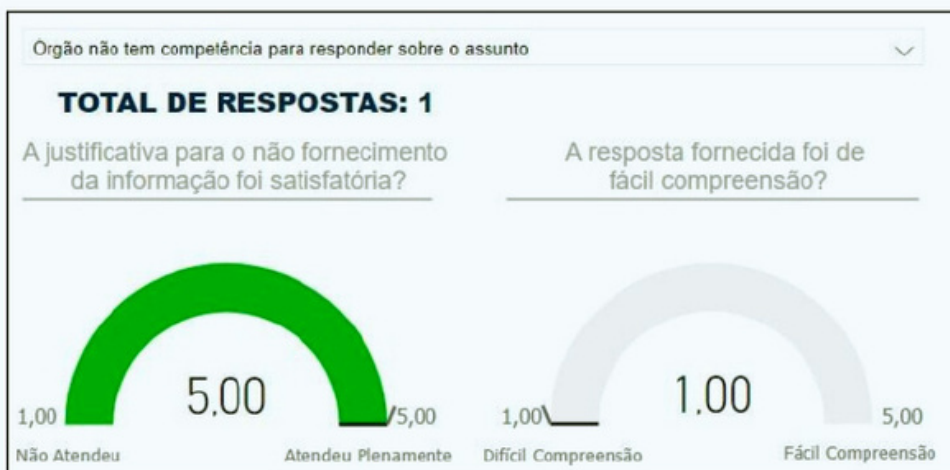 Órgão não tem competência para responder sobre o assunto
TOTAL DE RESPOSTAS: 1
A justificativa para o não fornecimento
da informação foi satisfatória?
A resposta fornecida foi de
fácil compreensão?
5,00
1,00
5,00
Não Atendeu
Atendeu Plenamente
1,00
1,00
5,00
Difícil Compreensão
Fácil Compreensão